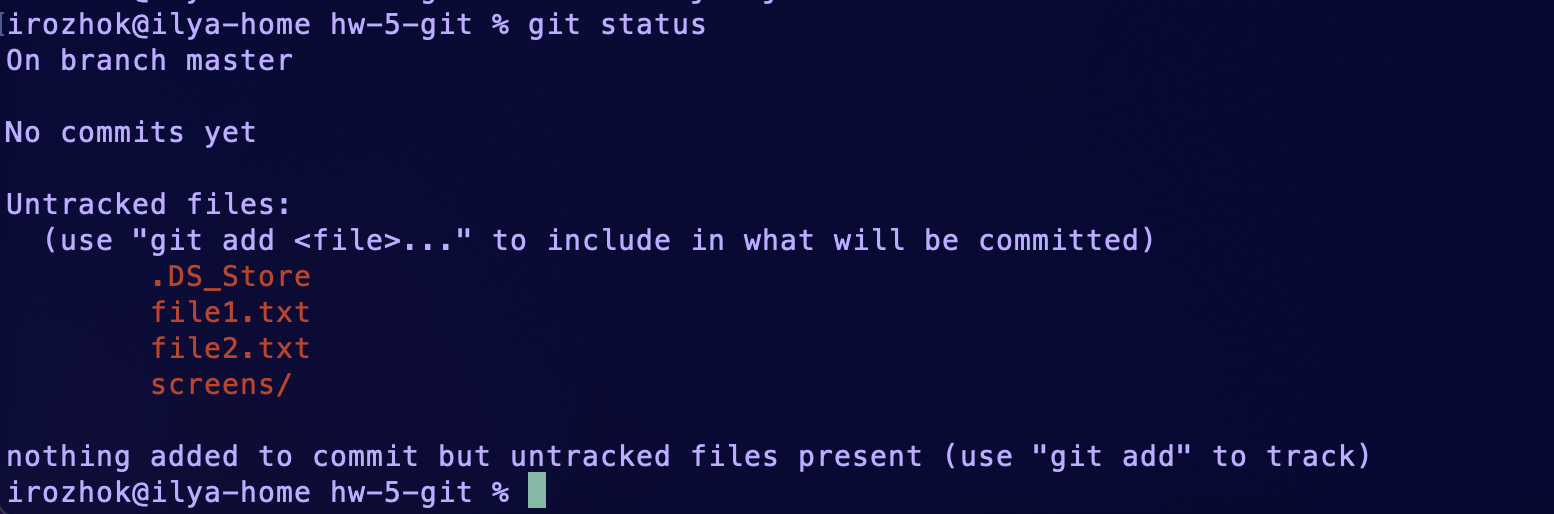 irozhok@ilya-home hw-5-git % git status
On branch master
No commits yet
Untracked files:
  (use "git add <file>..." to include in what will be committed)
        .DS_Store
        file1.txt
        file2.txt
        screens/
nothing added to commit but untracked files present (use "git add" to track)
irozhok@ilya-home hw-5-git %